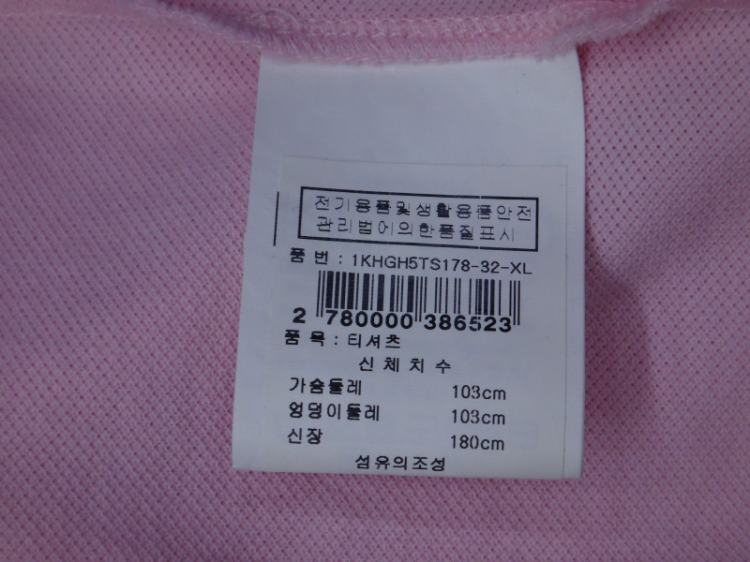 전기용품및생활용품안전
관리법에의한품질표시
품 번 : 1KHGH5TS178-32-XL
2 780000 386523
품 목 : 티셔츠
신체치수
가슴둘레 103cm
엉덩이둘레 103cm
신장 180cm
섬유의조성